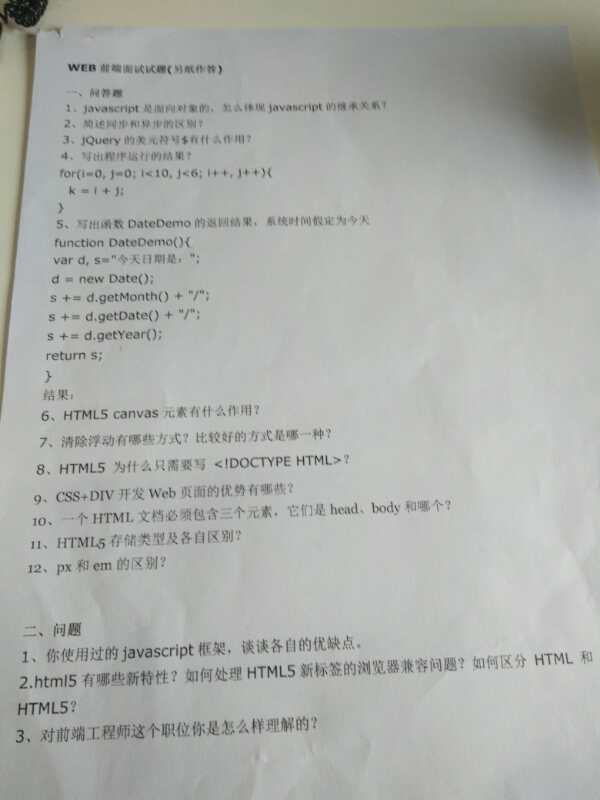 WEB 前端面试试题(另纸作答)
一、问答题
1、javascript 是面向对象的，怎么体现 javascript 的继承关系？
2、简述同步和异步的区别？
3、jQuery 的美元符号$有什么作用？
4、写出程序运行的结果？
for(i=0, j=0; i<10, j<6; i++, j++){
k = i + j;
}
5、写出函数 DateDemo 的返回结果，系统时间假定为今天
function DateDemo(){
var d, s="今天日期是：";
d = new Date();
s += d.getMonth() + "/";
s += d.getDate() + "/";
s += d.getYear();
return s;
}
结果：
6、HTML5 canvas 元素有什么作用？
7、清除浮动有哪些方式？比较好的方式是哪一种？
8、HTML5 为什么只需要写 <!DOCTYPE HTML>？
9、CSS+DIV 开发 Web 页面的优势有哪些？
10、一个 HTML 文档必须包含三个元素，它们是 head、body 和哪个？
11、HTML5 存储类型及各自区别？
12、px 和 em 的区别？
二、问题
1、你使用过的 javascript 框架，谈谈各自的优缺点。
2.html5 有哪些新特性？如何处理 HTML5 新标签的浏览器兼容问题？如何区分 HTML 和
HTML5？
3、对前端工程师这个职位你是怎么样理解的？